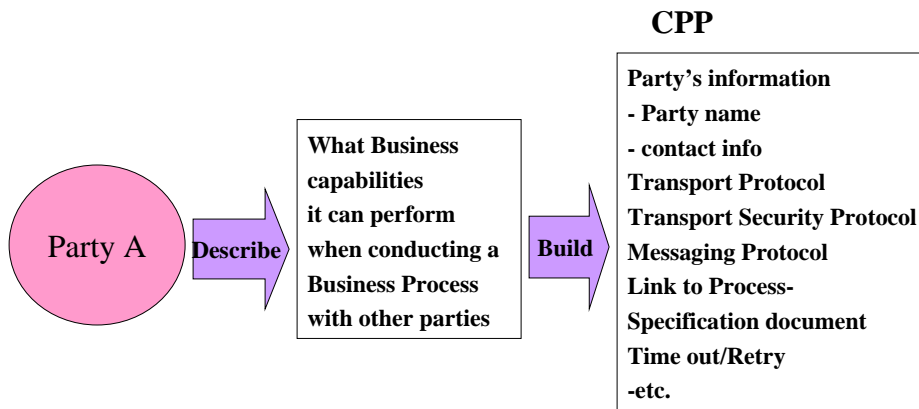 CPP
Party A
Describe
What Business
capabilities
it can perform
when conducting a
Business Process
with other parties
Build
Party’s information
- Party name
- contact info
Transport Protocol
Transport Security Protocol
Messaging Protocol
Link to Process-
Specification document
Time out/Retry
-etc.